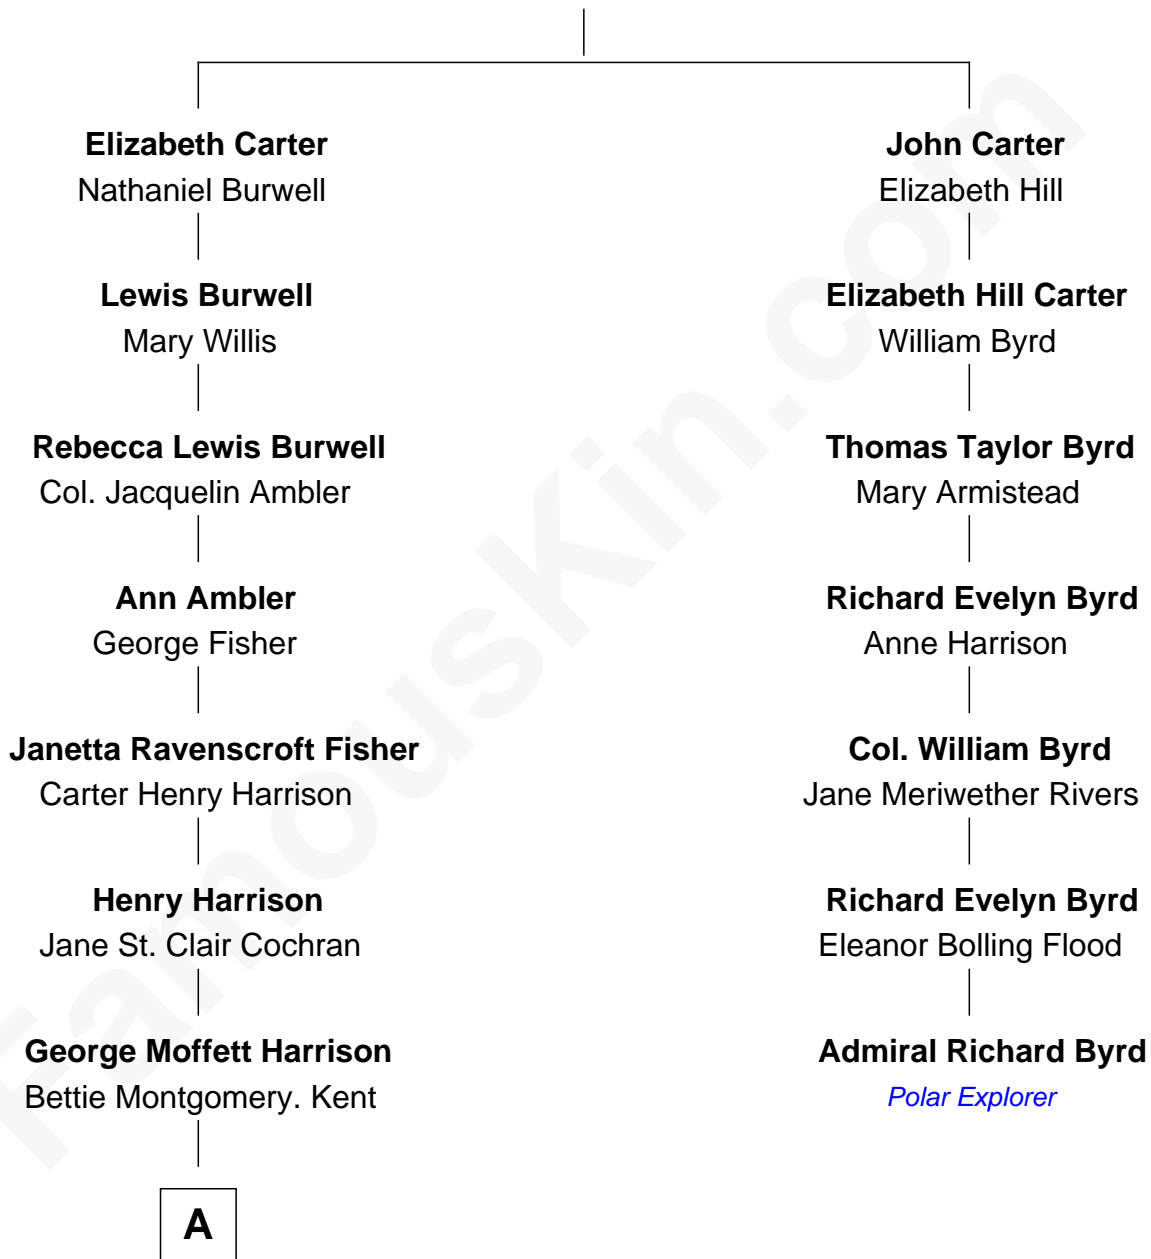 Elizabeth Carter
Nathaniel Burwell
Lewis Burwell
Mary Willis
Rebecca Lewis Burwell
Col. Jacquelin Ambler
Ann Ambler
George Fisher
Janetta Ravenscroft Fisher
Carter Henry Harrison
Henry Harrison
Jane St. Clair Cochran
George Moffett Harrison
Bettie Montgomery. Kent
A
John Carter
Elizabeth Hill
Elizabeth Hill Carter
William Byrd
Thomas Taylor Byrd
Mary Armistead
Richard Evelyn Byrd
Anne Harrison
Col. William Byrd
Jane Meriwether Rivers
Richard Evelyn Byrd
Eleanor Bolling Flood
Admiral Richard Byrd
Polar Explorer
FamousKin.com